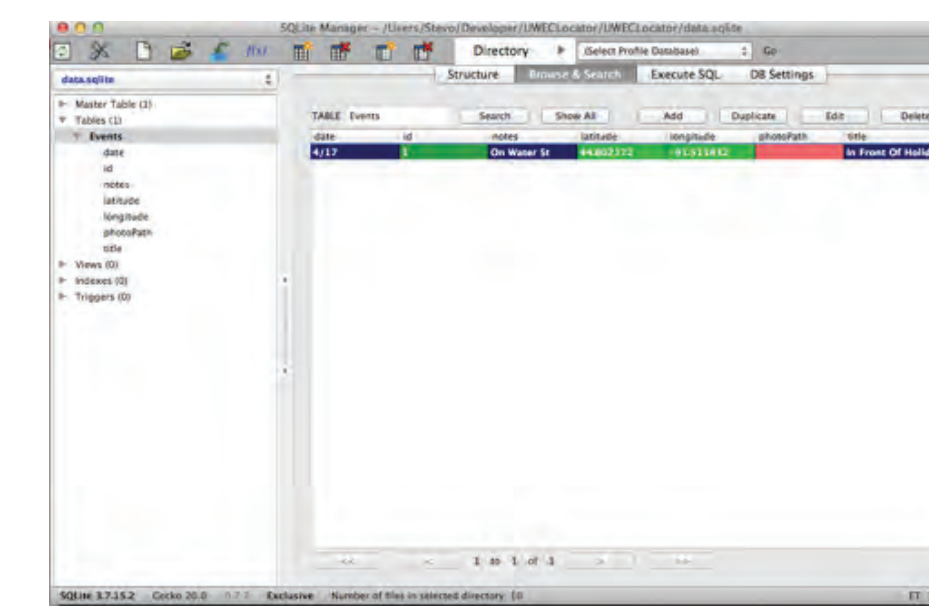 SQLite Manager - /Users/Stevo/Developer/UWECLocator/UWECLocator/data.sqlite
f(x) Directory (Select Profile Database) Go
data.sqlite
Structure Browse & Search Execute SQL DB Settings
Master Table (1)
Tables (1)
Events
date
id
notes
latitude
longitude
photoPath
title
Views (0)
Indexes (0)
Triggers (0)
TABLE Events Search Show All Add Duplicate Edit Delete
date id notes latitude longitude photoPath title
4/17 1 On Water St 44.802372 In Front Of
<< < 1 to 1 of 1 > >>
SQLite 3.7.15.2 Gecko 20.0 Exclusive Number of files in selected directory: ET